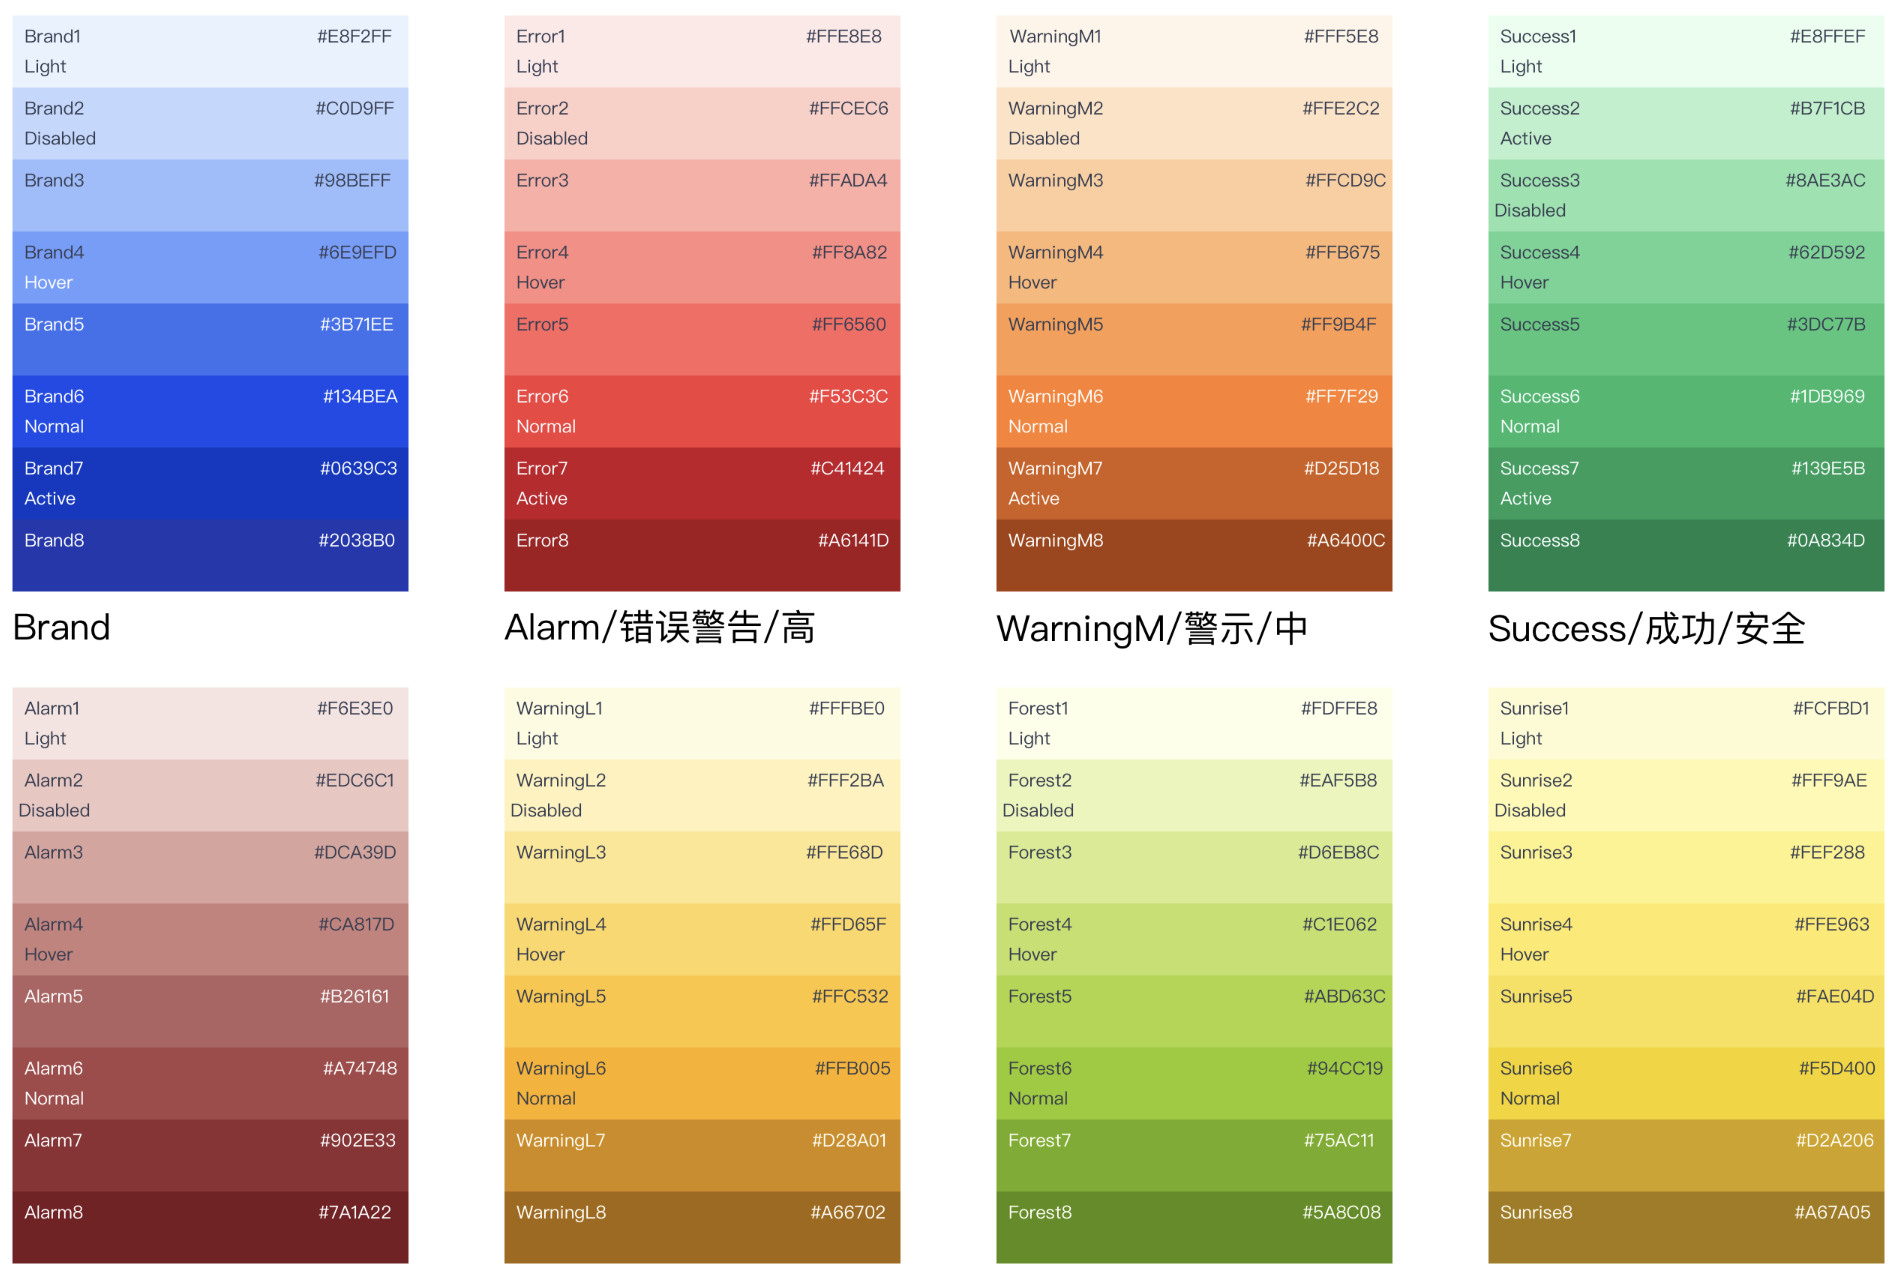 Brand1 #E8F2FF
Light
Brand2 #C0D9FF
Disabled
Brand3 #98BEFF
Brand4 #6E9EFD
Hover
Brand5 #3B71EE
Brand6 #134BEA
Normal
Brand7 #0639C3
Active
Brand8 #2038B0
Brand
Error1 #FFE8E8
Light
Error2 #FFCEC6
Disabled
Error3 #FFADA4
Error4 #FF8A82
Hover
Error5 #FF6560
Error6 #F53C3C
Normal
Error7 #C41424
Active
Error8 #A6141D
Alarm/错误警告/高
WarningM1 #FFF5E8
Light
WarningM2 #FFE2C2
Disabled
WarningM3 #FFCD9C
WarningM4 #FFB675
Hover
WarningM5 #FF9B4F
WarningM6 #FF7F29
Normal
WarningM7 #D25D18
Active
WarningM8 #A6400C
WarningM/警示/中
Success1 #E8FFEF
Light
Success2 #B7F1CB
Active
Success3 #8AE3AC
Disabled
Success4 #62D592
Hover
Success5 #3DC77B
Success6 #1DB969
Normal
Success7 #139E5B
Active
Success8 #0A834D
Success/成功/安全
Alarm1 #F6E3E0
Light
Alarm2 #EDC6C1
Disabled
Alarm3 #DCA39D
Alarm4 #CA817D
Hover
Alarm5 #B26161
Alarm6 #A74748
Normal
Alarm7 #902E33
Alarm8 #7A1A22
WarningL1 #FFFBE0
Light
WarningL2 #FFF2BA
Disabled
WarningL3 #FFE68D
WarningL4 #FFD65F
Hover
WarningL5 #FFC532
WarningL6 #FFB005
Normal
WarningL7 #D28A01
WarningL8 #A66702
Forest1 #FDFFE8
Light
Forest2 #EAF5B8
Disabled
Forest3 #D6EB8C
Forest4 #C1E062
Hover
Forest5 #ABD63C
Forest6 #94CC19
Normal
Forest7 #75AC11
Forest8 #5A8C08
Sunrise1 #FCFBD1
Light
Sunrise2 #FFF9AE
Disabled
Sunrise3 #FEF288
Sunrise4 #FFE963
Hover
Sunrise5 #FAE04D
Sunrise6 #F5D400
Normal
Sunrise7 #D2A206
Sunrise8 #A67A05